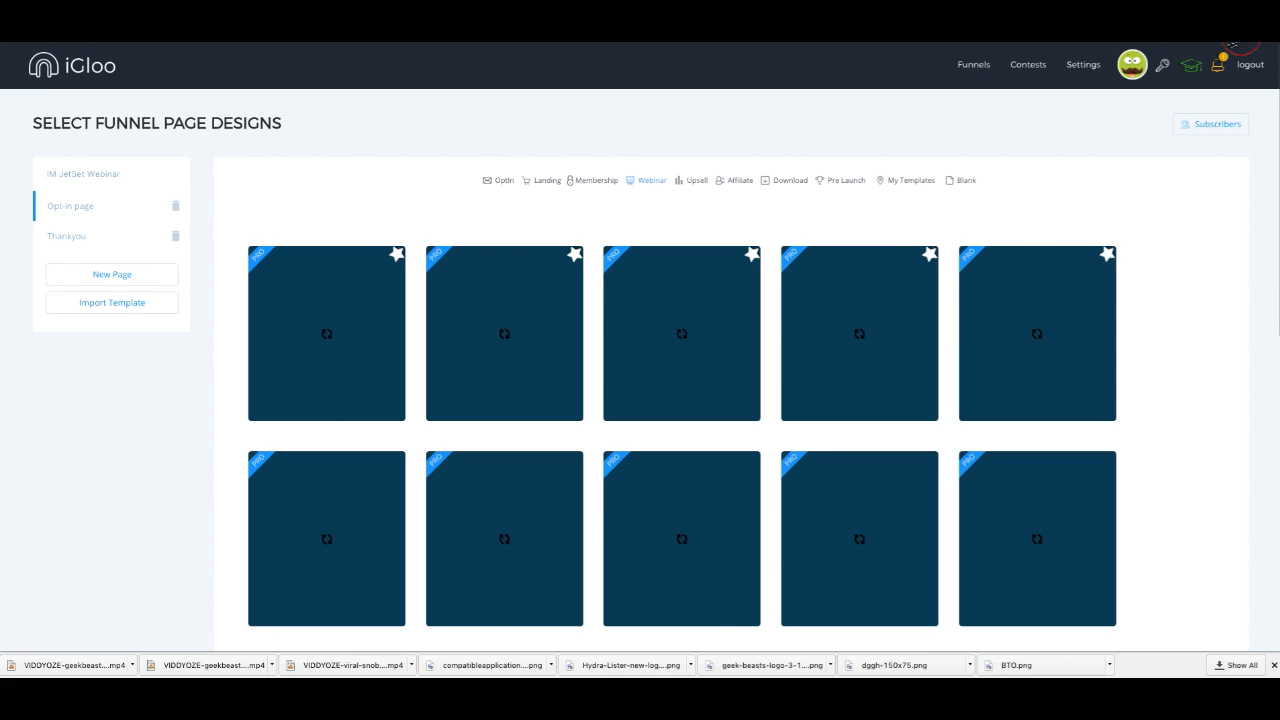 iGloo
Funnels Contests Settings 1 logout
SELECT FUNNEL PAGE DESIGNS
Subscribers
IM JetSet Webinar
Opt-in page
Thankyou
New Page
Import Template
OptIn Landing Membership Webinar Upsell Affiliate Download Pre Launch My Templates Blank
PRO PRO PRO PRO PRO
PRO PRO PRO PRO PRO
VIDDYOZE-geekbeast....mp4 VIDDYOZE-geekbeast....mp4 VIDDYOZE-viral-snob....mp4 compatibleapplication....png Hydra-Lister-new-log....png geek-beasts-logo-3-1....png dggh-150x75.png BTO.png Show All